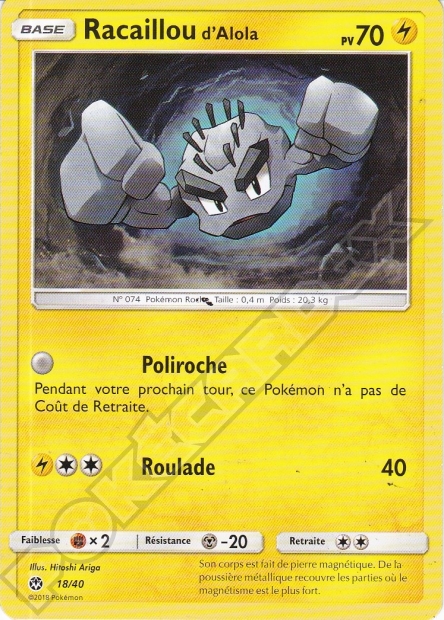 BASE Racaillou d'Alola PV70
N° 074 Pokémon Roche Taille : 0,4 m Poids : 20,3 kg
Poliroche
Pendant votre prochain tour, ce Pokémon n'a pas de
Coût de Retraite.
Roulade 40
Faiblesse × 2 Résistance -20 Retraite
Illus. Hitoshi Ariga
18/40
©2018 Pokémon
Son corps est fait de pierre magnétique. De la
poussière métallique recouvre les parties où le
magnétisme est le plus fort.
POKÉCARDEX